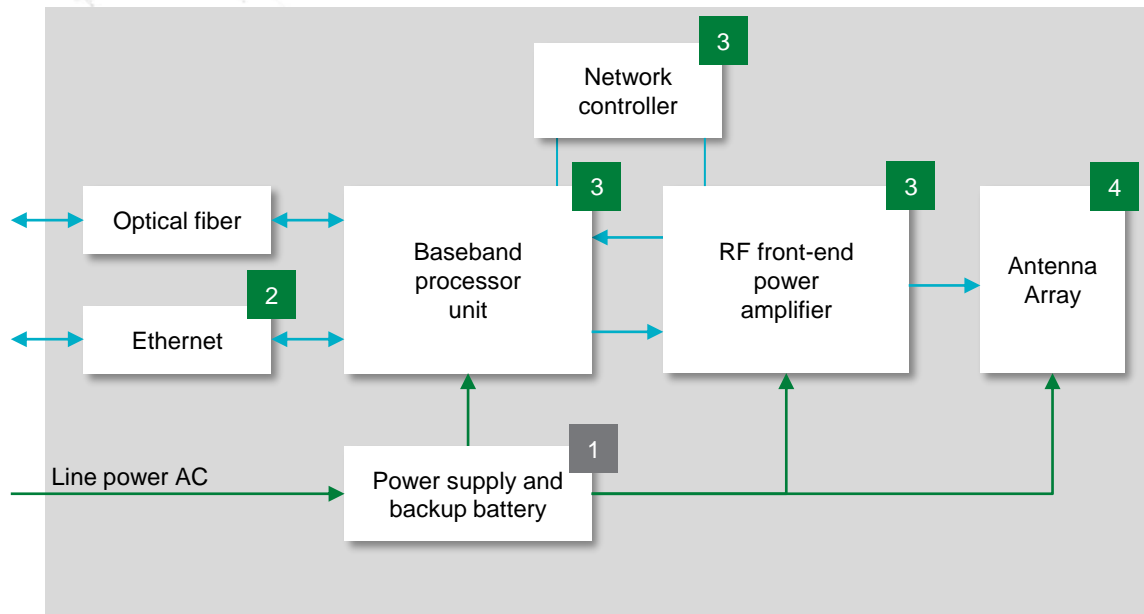 3
Network
controller
3
3
4
Optical fiber
Baseband
processor
unit
RF front-end
power
amplifier
Antenna
Array
2
Ethernet
1
Line power AC
Power supply and
backup battery